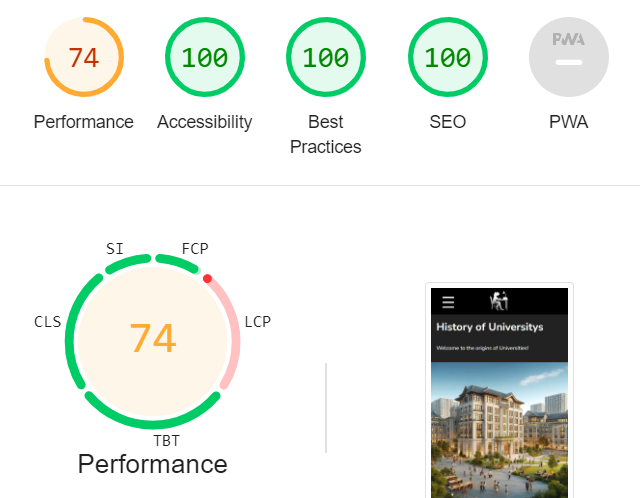 74
100
100
100
PWA
Performance
Accessibility
Best
Practices
SEO
PWA
SI
FCP
CLS
LCP
74
TBT
Performance
History of Universitys
Welcome to the origins of Universities!